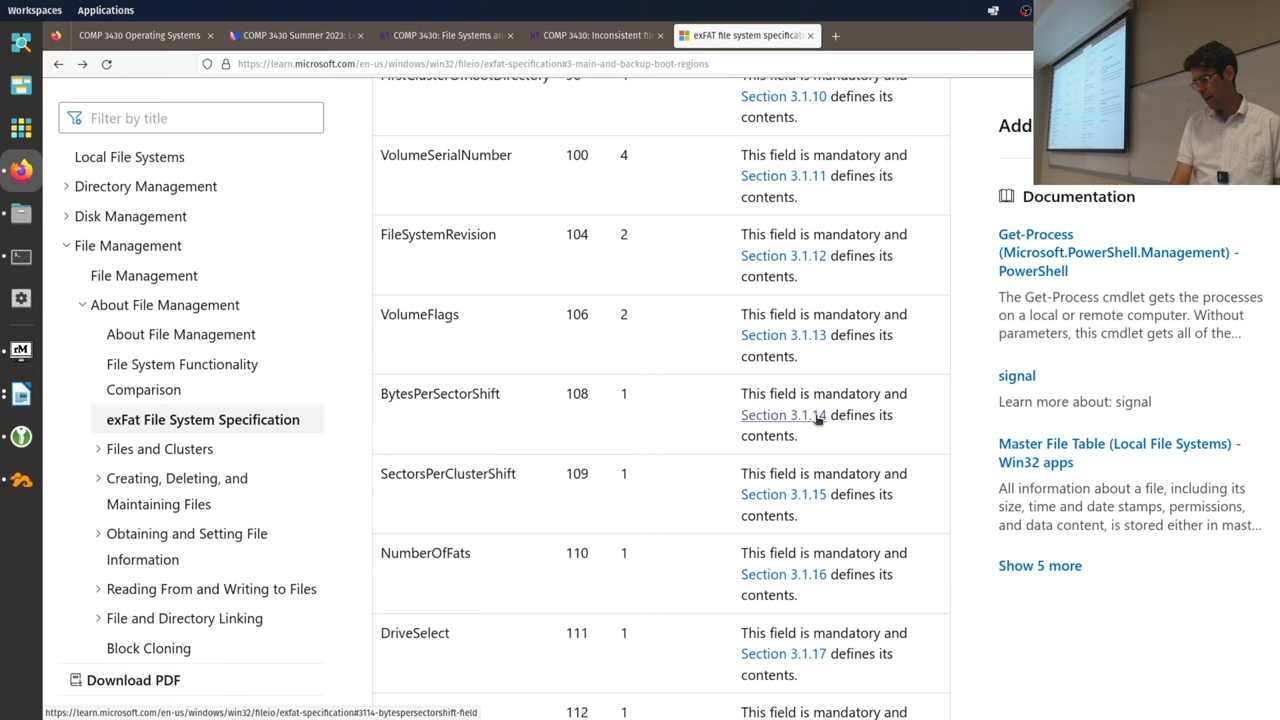 Workspaces Applications
COMP 3430 Operating Systems × COMP 3430 Summer 2023: Le × COMP 3430: File Systems an × COMP 3430: Inconsistent file × exFAT file system specificati × +
https://learn.microsoft.com/en-us/windows/win32/fileio/exfat-specification#3-main-and-backup-boot-regions
Filter by title
Local File Systems
Directory Management
Disk Management
File Management
File Management
About File Management
About File Management
File System Functionality
Comparison
exFat File System Specification
Files and Clusters
Creating, Deleting, and
Maintaining Files
Obtaining and Setting File
Information
Reading From and Writing to Files
File and Directory Linking
Block Cloning
Download PDF
FirstClusterOfRootDirectory
Section 3.1.10 defines its
contents.
VolumeSerialNumber 100 4 This field is mandatory and
Section 3.1.11 defines its
contents.
FileSystemRevision 104 2 This field is mandatory and
Section 3.1.12 defines its
contents.
VolumeFlags 106 2 This field is mandatory and
Section 3.1.13 defines its
contents.
BytesPerSectorShift 108 1 This field is mandatory and
Section 3.1.14 defines its
contents.
SectorsPerClusterShift 109 1 This field is mandatory and
Section 3.1.15 defines its
contents.
NumberOfFats 110 1 This field is mandatory and
Section 3.1.16 defines its
contents.
DriveSelect 111 1 This field is mandatory and
Section 3.1.17 defines its
contents.
112 1 This field is mandatory and
Add
Documentation
Get-Process
(Microsoft.PowerShell.Management) -
PowerShell
The Get-Process cmdlet gets the processes
on a local or remote computer. Without
parameters, this cmdlet gets all of the...
signal
Learn more about: signal
Master File Table (Local File Systems) -
Win32 apps
All information about a file, including its
size, time and date stamps, permissions,
and data content, is stored either in mast...
Show 5 more
https://learn.microsoft.com/en-us/windows/win32/fileio/exfat-specification#3114-bytespersectorshift-field